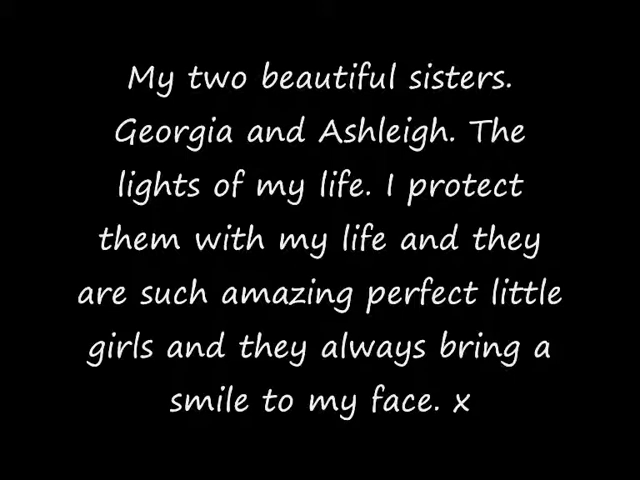 My two beautiful sisters.
Georgia and Ashleigh. The
lights of my life. I protect
them with my life and they
are such amazing perfect little
girls and they always bring a
smile to my face. x